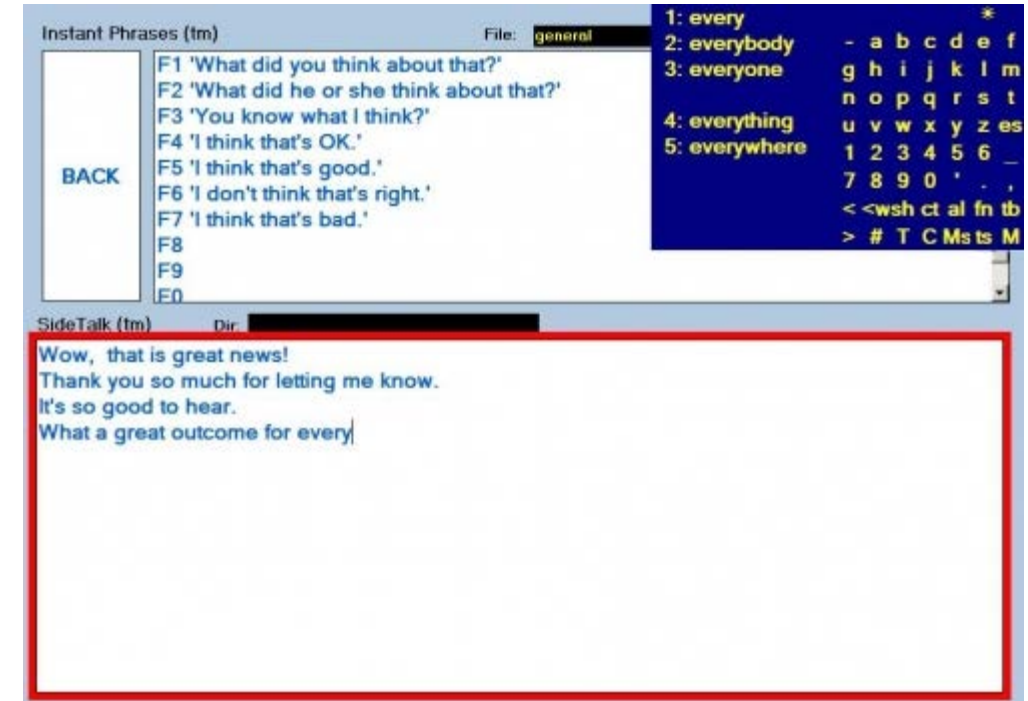 Instant Phrases (tm) File: general
BACK
F1 'What did you think about that?'
F2 'What did he or she think about that?'
F3 'You know what I think?'
F4 'I think that's OK.'
F5 'I think that's good.'
F6 'I don't think that's right.'
F7 'I think that's bad.'
F8
F9
F0
1: every
2: everybody
3: everyone
4: everything
5: everywhere
*
- a b c d e f
g h i j k l m
n o p q r s t
u v w x y z es
1 2 3 4 5 6 _
7 8 9 0 ' . ,
< <w sh ct al fn tb
> # T C Ms ts M
SideTalk (tm) Dir:
Wow, that is great news!
Thank you so much for letting me know.
It's so good to hear.
What a great outcome for every